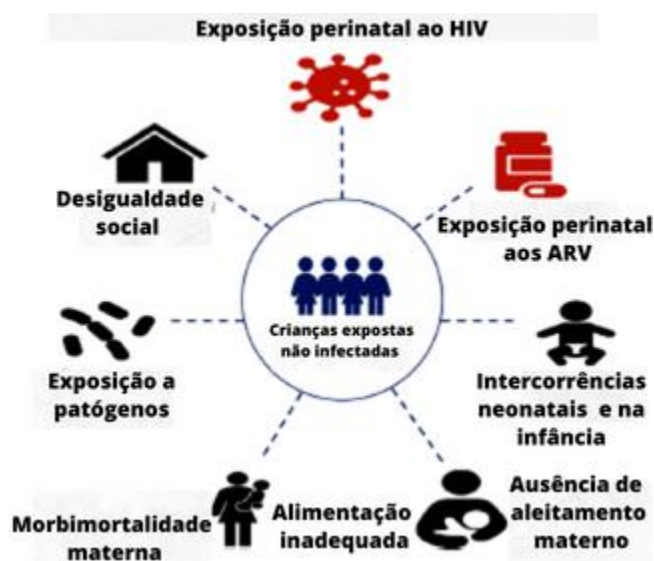 Exposição perinatal ao HIV
Desigualdade
social
Exposição perinatal
aos ARV
Crianças expostas
não infectadas
Exposição a
patógenos
Intercorrências
neonatais e na
infância
Morbimortalidade
materna
Alimentação
inadequada
Ausência de
aleitamento
materno